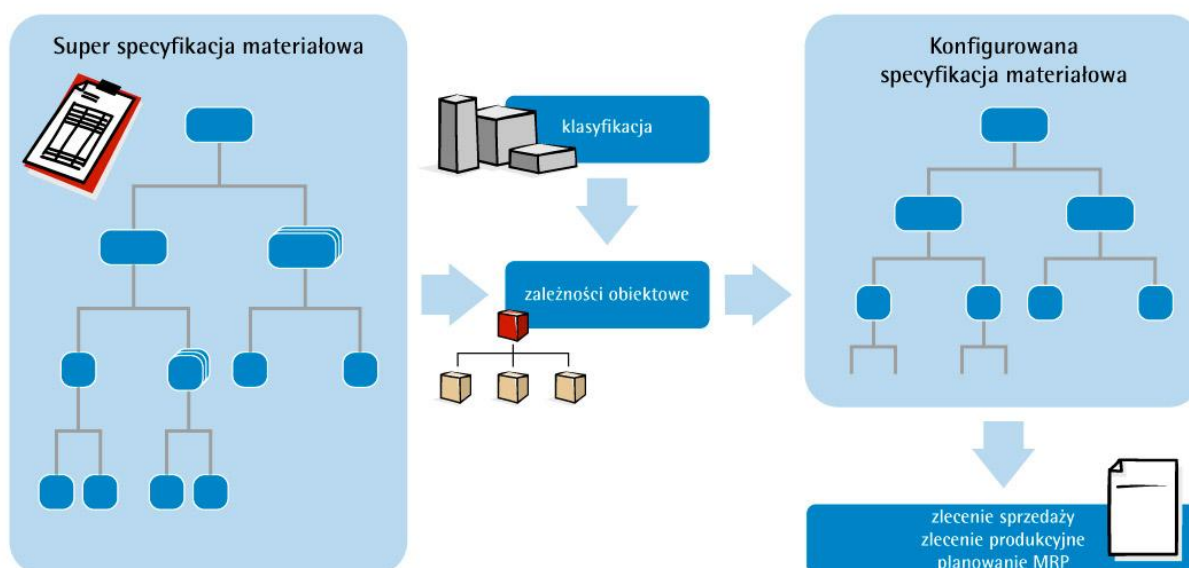 Super specyfikacja materiałowa
klasyfikacja
zależności obiektowe
Konfigurowana
specyfikacja materiałowa
zlecenie sprzedaży
zlecenie produkcyjne
planowanie MRP